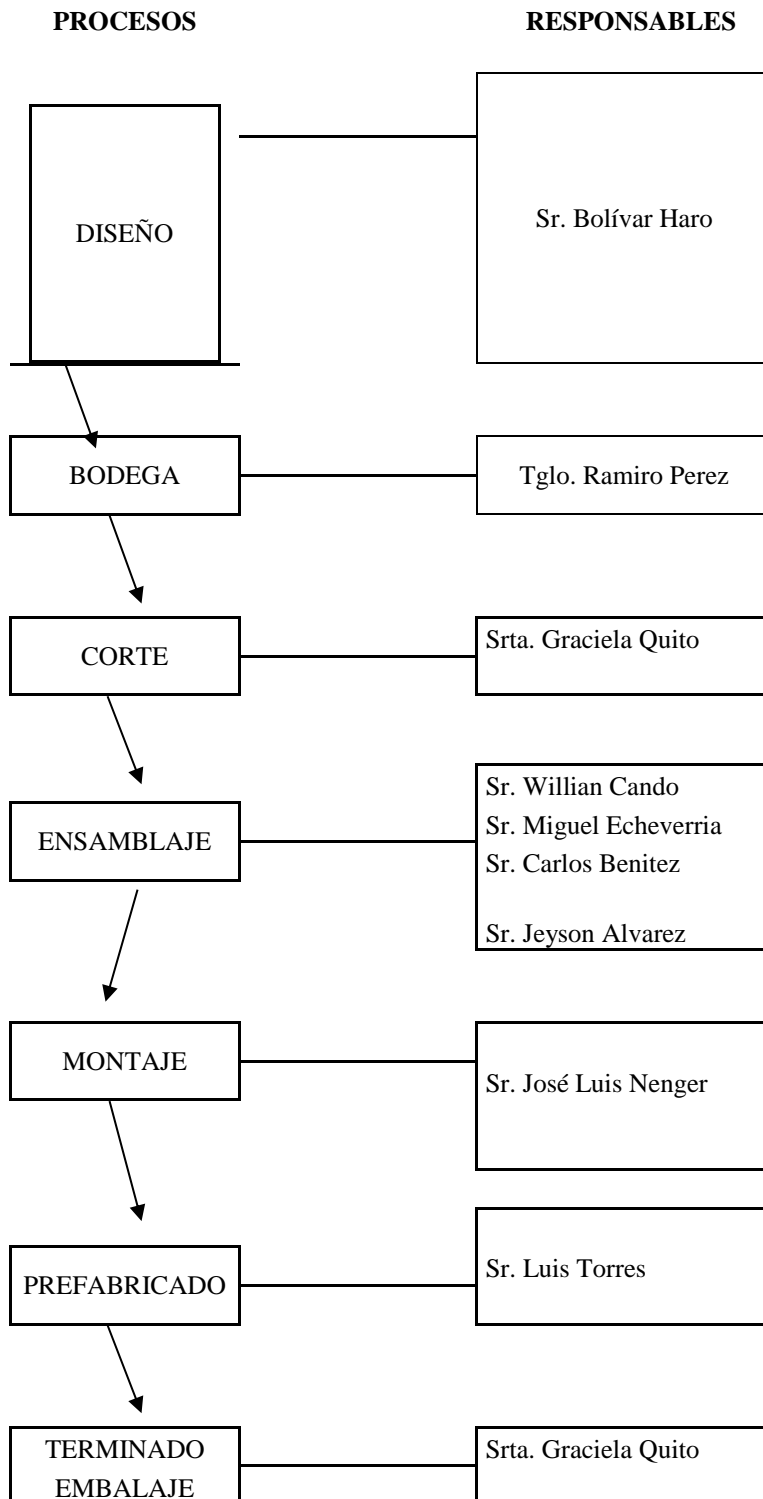 PROCESOS RESPONSABLES
DISEÑO Sr. Bolívar Haro
BODEGA Tglo. Ramiro Perez
CORTE Srta. Graciela Quito
ENSAMBLAJE
Sr. Willian Cando
Sr. Miguel Echeverria
Sr. Carlos Benitez
Sr. Jeyson Alvarez
MONTAJE Sr. José Luis Nenger
PREFABRICADO Sr. Luis Torres
TERMINADO Srta. Graciela Quito
EMBALAJE